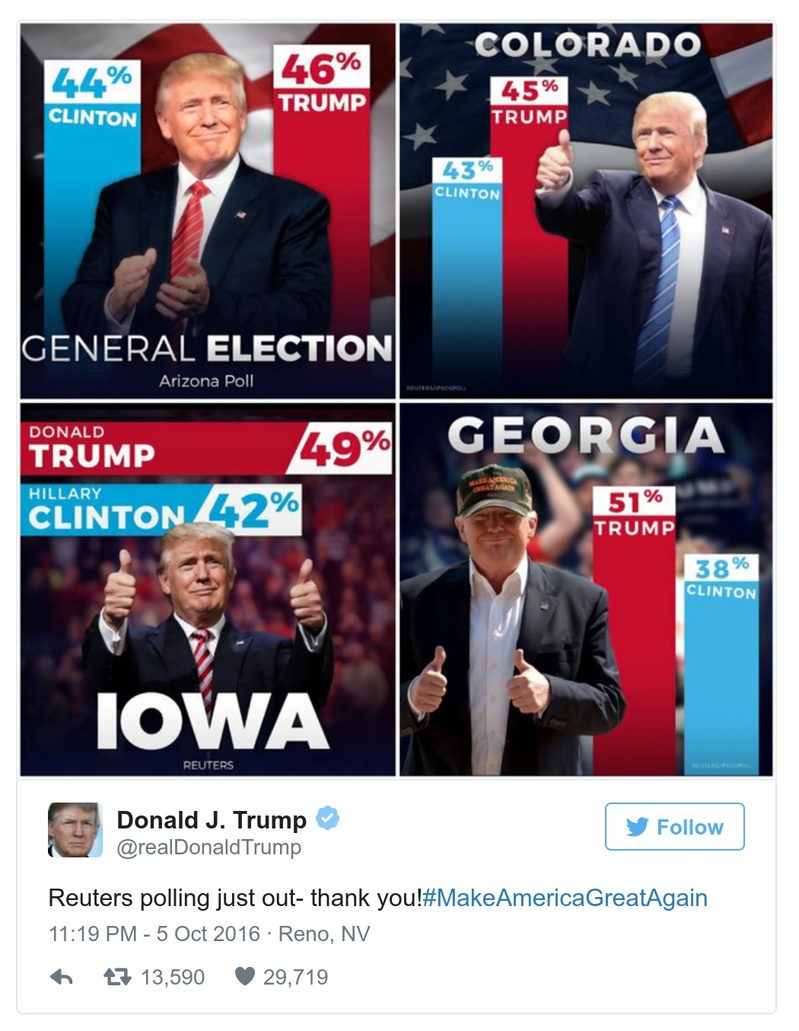 44%
CLINTON
46%
TRUMP
GENERAL ELECTION
Arizona Poll
COLORADO
45%
TRUMP
43%
CLINTON
REUTERS/IPSOSPOLL
DONALD
TRUMP
49%
HILLARY
CLINTON
42%
IOWA
REUTERS
GEORGIA
MAKE AMERICA
GREAT AGAIN
51%
TRUMP
38%
CLINTON
REUTERS/IPSOSPOLL
Donald J. Trump
@realDonaldTrump
Follow
Reuters polling just out- thank you!#MakeAmericaGreatAgain
11:19 PM - 5 Oct 2016 · Reno, NV
13,590
29,719